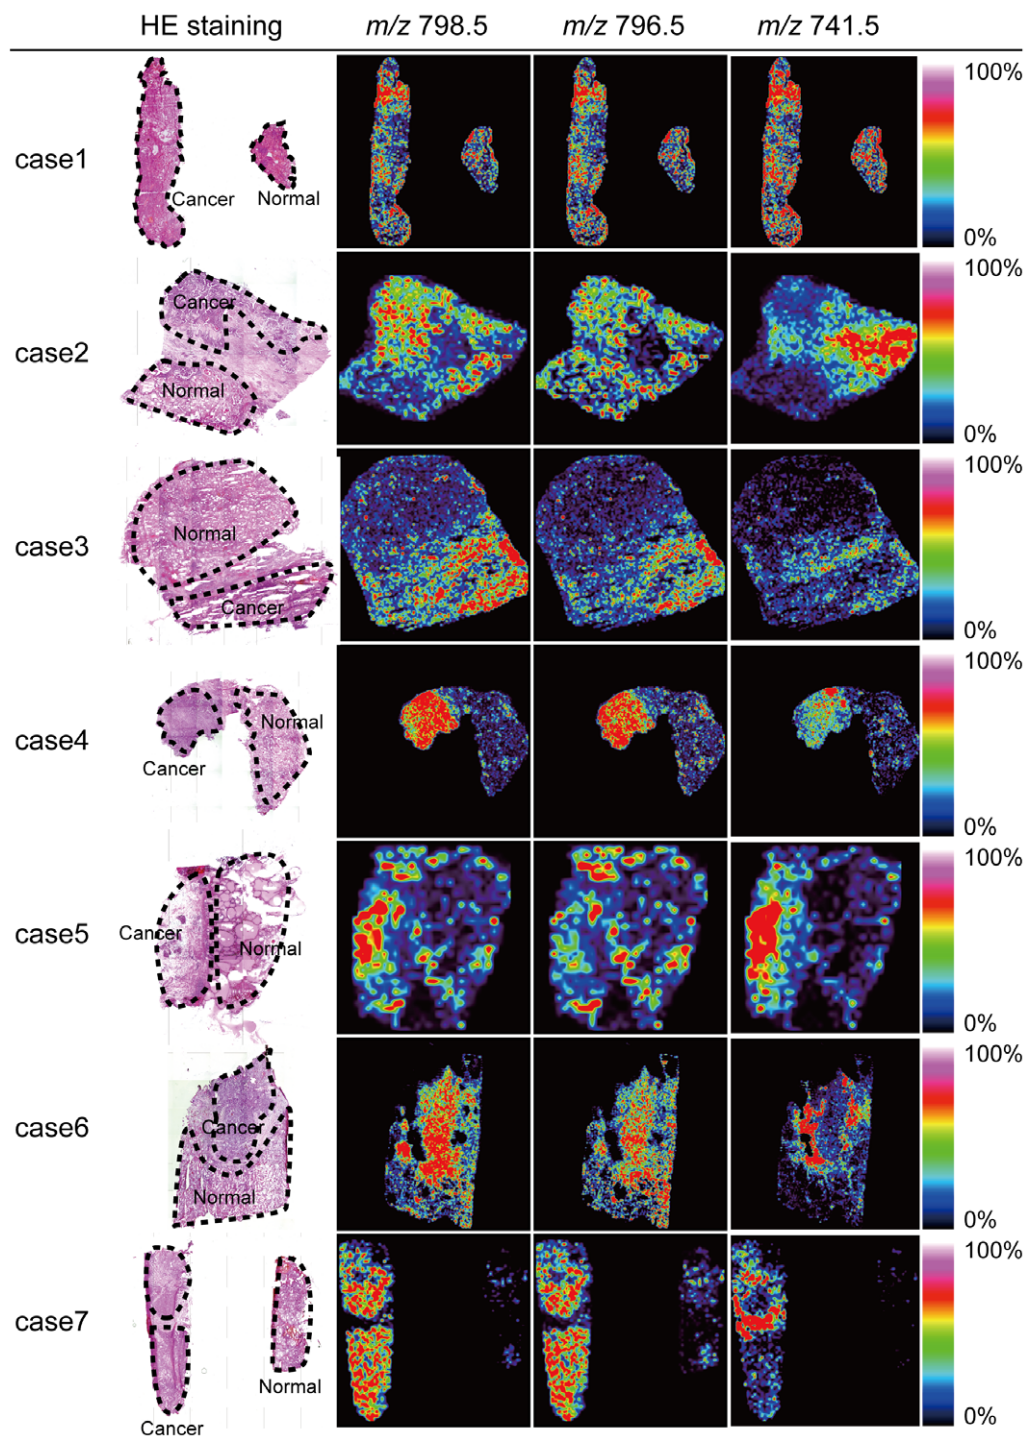 HE staining m/z 798.5 m/z 796.5 m/z 741.5
case1 Cancer Normal 100% 0%
case2 Cancer Normal 100% 0%
case3 Normal Cancer 100% 0%
case4 Normal Cancer 100% 0%
case5 Cancer Normal 100% 0%
case6 Cancer Normal 100% 0%
case7 Normal Cancer 100% 0%